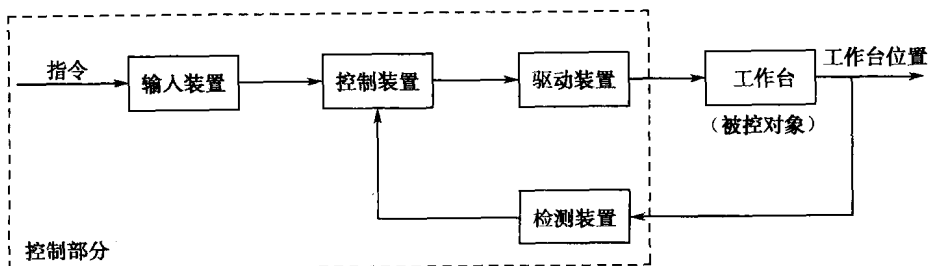 指令
输入装置
控制装置
驱动装置
工作台
工作台位置
（被控对象）
检测装置
控制部分